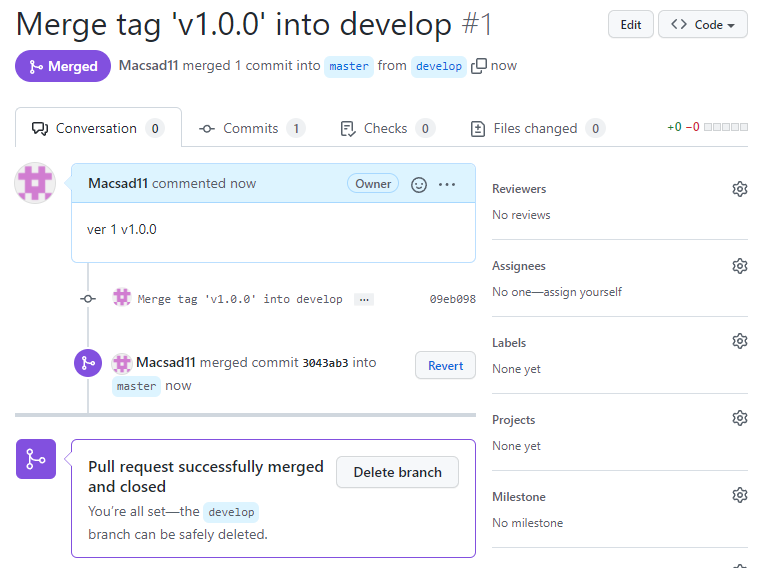 Merge tag 'v1.0.0' into develop #1
Edit
Code
Merged
Macsad11 merged 1 commit into master from develop now
Conversation 0
Commits 1
Checks 0
Files changed 0
+0 −0
Macsad11 commented now
Owner
...
ver 1 v1.0.0
Merge tag 'v1.0.0' into develop ...
09eb098
Macsad11 merged commit 3043ab3 into
master now
Revert
Pull request successfully merged
and closed
You're all set—the develop
branch can be safely deleted.
Delete branch
Reviewers
No reviews
Assignees
No one—assign yourself
Labels
None yet
Projects
None yet
Milestone
No milestone